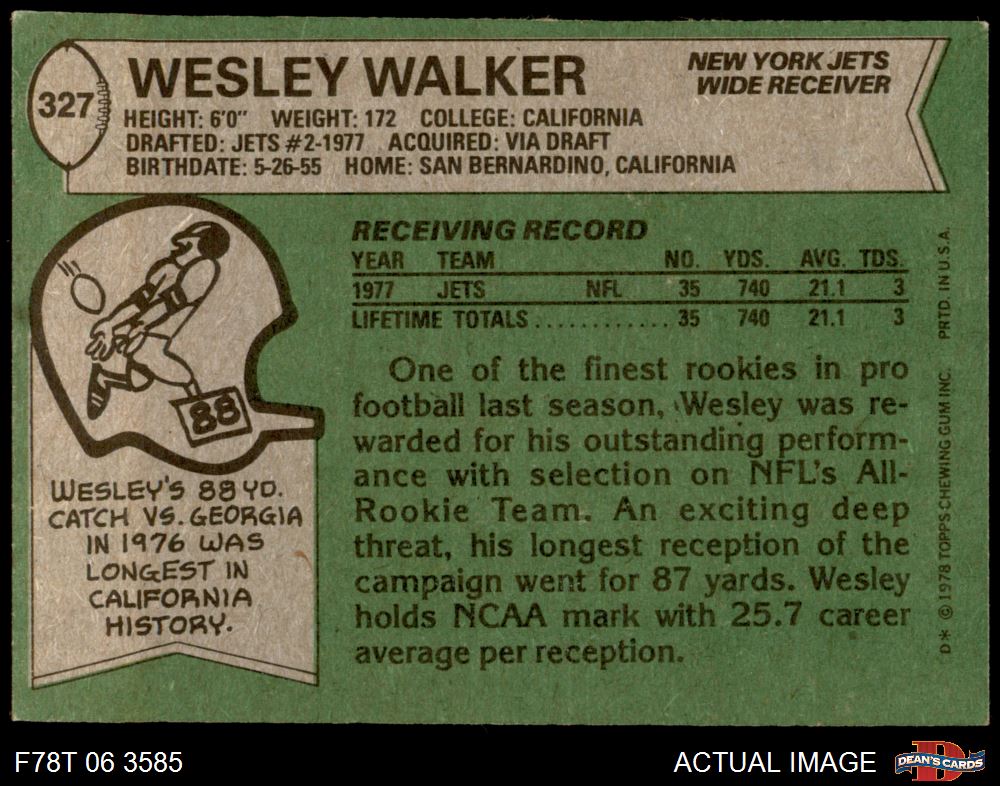 327
WESLEY WALKER
NEW YORK JETS
WIDE RECEIVER
HEIGHT: 6'0" WEIGHT: 172 COLLEGE: CALIFORNIA
DRAFTED: JETS #2-1977 ACQUIRED: VIA DRAFT
BIRTHDATE: 5-26-55 HOME: SAN BERNARDINO, CALIFORNIA
88
WESLEY'S 88 YD.
CATCH VS. GEORGIA
IN 1976 WAS
LONGEST IN
CALIFORNIA
HISTORY.
RECEIVING RECORD
YEAR TEAM NO. YDS. AVG. TDS.
1977 JETS NFL 35 740 21.1 3
LIFETIME TOTALS............ 35 740 21.1 3
One of the finest rookies in pro
football last season, Wesley was re-
warded for his outstanding perform-
ance with selection on NFL's All-
Rookie Team. An exciting deep
threat, his longest reception of the
campaign went for 87 yards. Wesley
holds NCAA mark with 25.7 career
average per reception.
D* © 1978 TOPPS CHEWING GUM INC. PRTD. IN U.S.A.
F78T 06 3585
ACTUAL IMAGE
D
DEAN'S CARDS